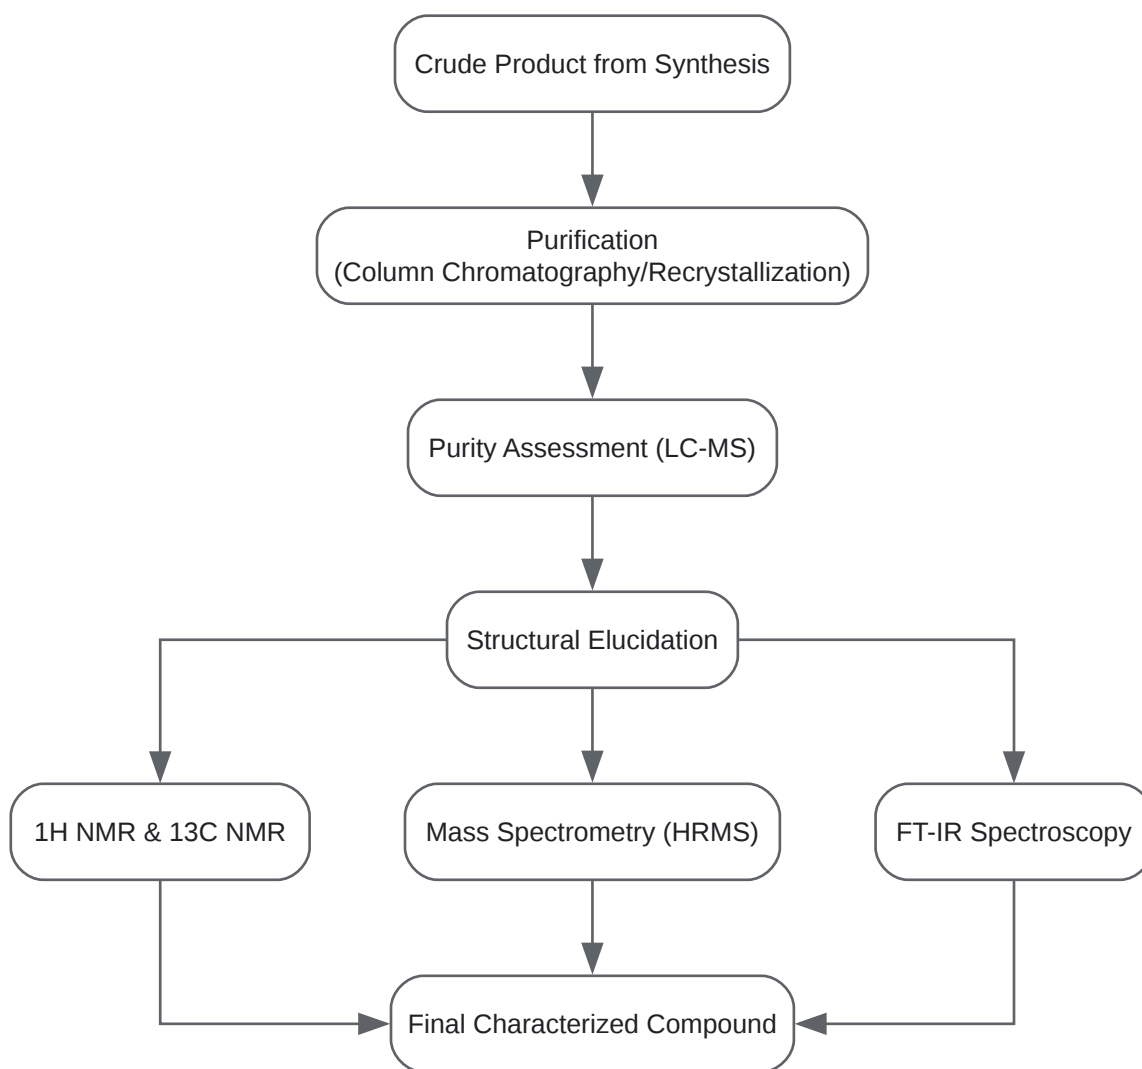 Crude Product from Synthesis
Purification
(Column Chromatography/Recrystallization)
Purity Assessment (LC-MS)
Structural Elucidation
1H NMR & 13C NMR
Mass Spectrometry (HRMS)
FT-IR Spectroscopy
Final Characterized Compound